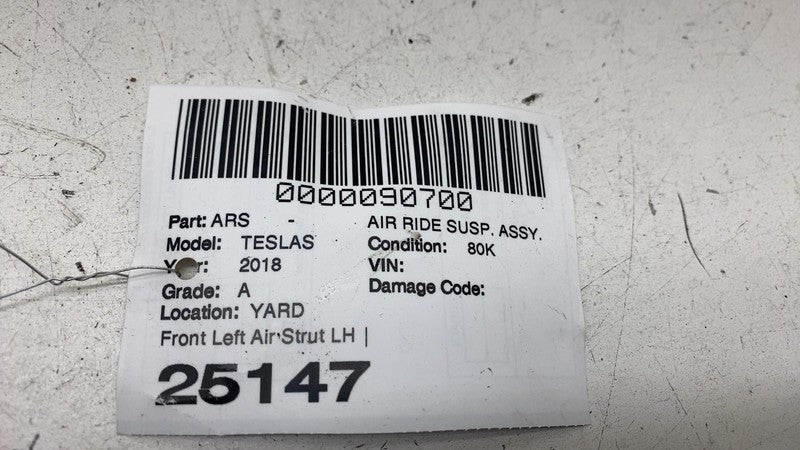 0000090700
Part: ARS - AIR RIDE SUSP. ASSY.
Model: TESLAS Condition: 80K
Year: 2018 VIN:
Grade: A Damage Code:
Location: YARD
Front Left Air Strut LH |
25147